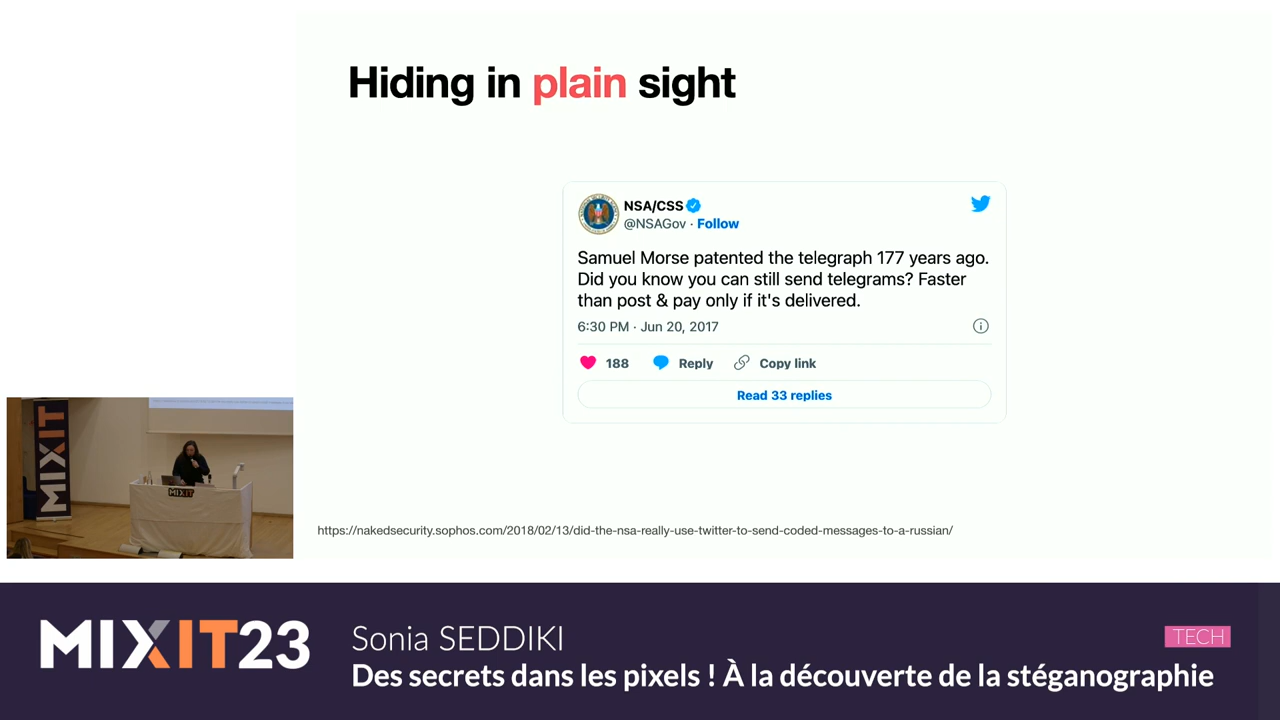 Hiding in plain sight
NSA/CSS
@NSAGov · Follow
Samuel Morse patented the telegraph 177 years ago.
Did you know you can still send telegrams? Faster
than post & pay only if it's delivered.
6:30 PM · Jun 20, 2017
188 Reply Copy link
Read 33 replies
https://nakedsecurity.sophos.com/2018/02/13/did-the-nsa-really-use-twitter-to-send-coded-messages-to-a-russian/
MIXIT
MIXIT
MIXIT23
Sonia SEDDIKI
TECH
Des secrets dans les pixels ! À la découverte de la stéganographie